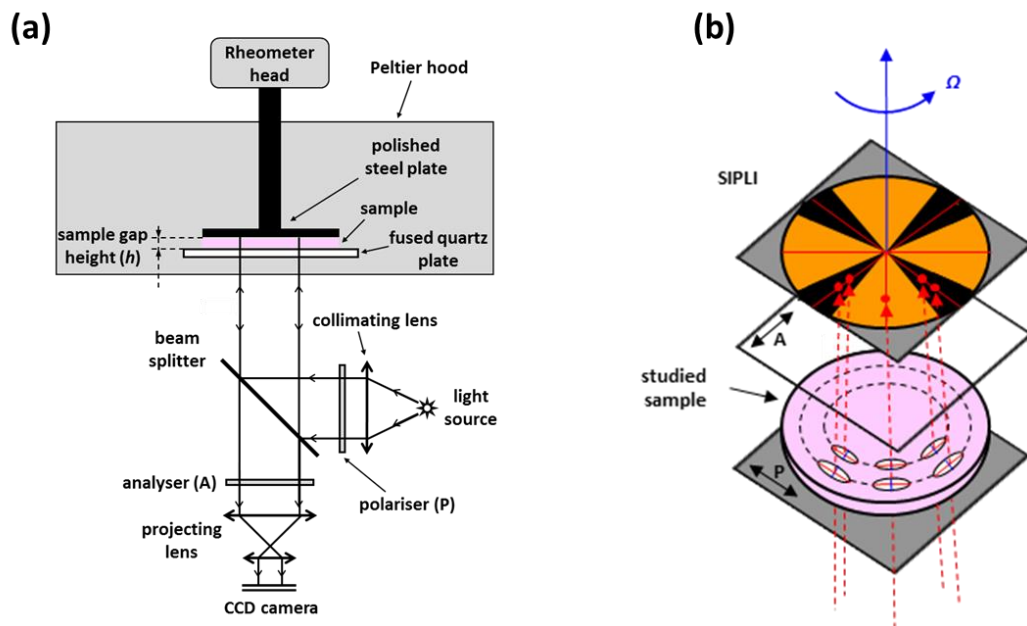 (a)
Rheometer
head
Peltier hood
polished
steel plate
sample
sample gap
height (h)
fused quartz
plate
collimating lens
beam
splitter
light
source
analyser (A)
polariser (P)
projecting
lens
CCD camera
(b)
Ω
SIPLI
A
studied
sample
P